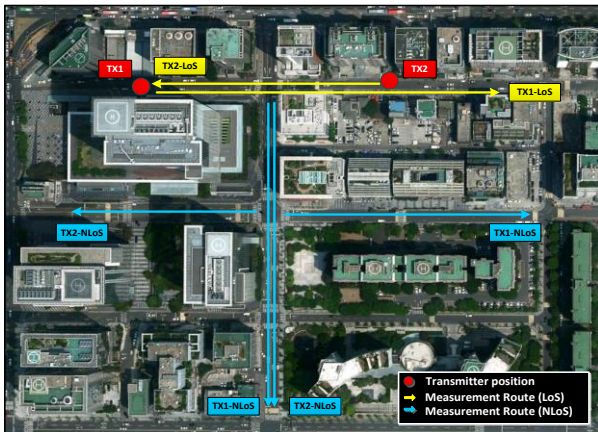 TX1
TX2-LoS
TX2
TX1-LoS
TX2-NLoS
TX1-NLoS
TX1-NLoS
TX2-NLoS
Transmitter position
Measurement Route (LoS)
Measurement Route (NLoS)